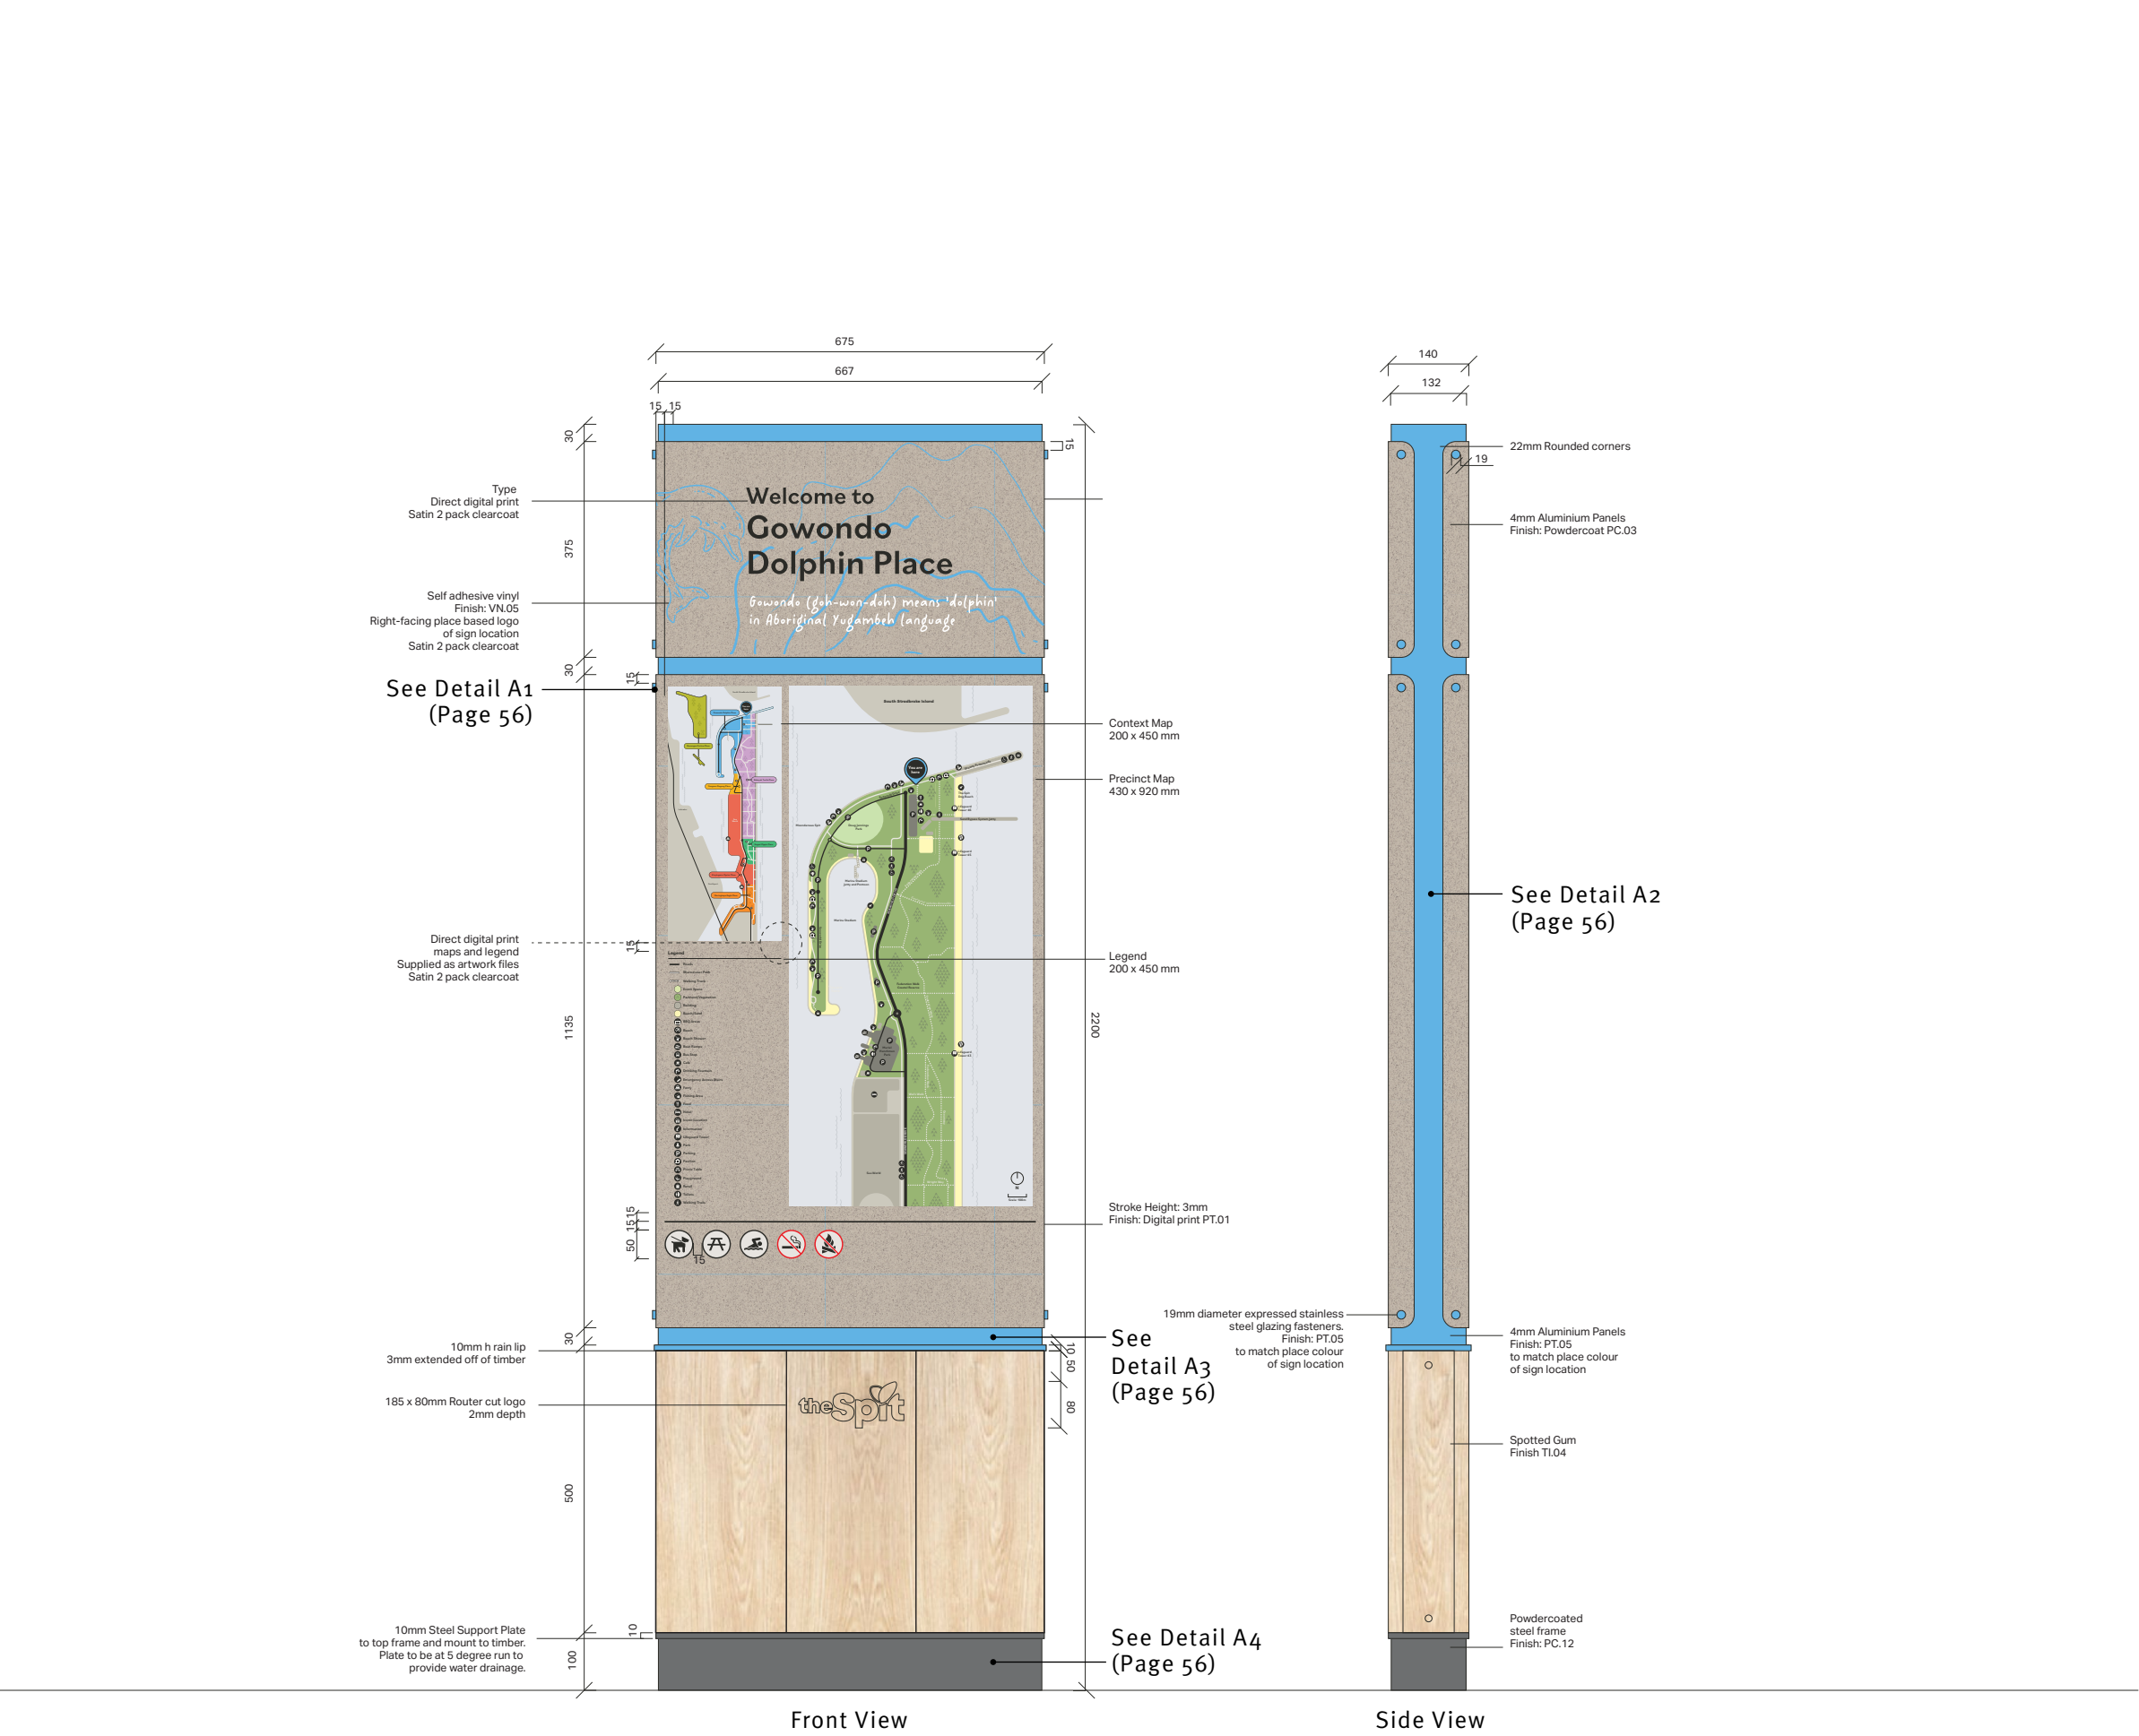 675
667
15 15
30
15
375
30
15
15
1135
15
15
50
15
30
10
50
80
500
10
100
2200
140
132
19
Type
Direct digital print
Satin 2 pack clearcoat
Self adhesive vinyl
Finish: VN.05
Right-facing place based logo
of sign location
Satin 2 pack clearcoat
See Detail A1
(Page 56)
Direct digital print
maps and legend
Supplied as artwork files
Satin 2 pack clearcoat
10mm h rain lip
3mm extended off of timber
185 x 80mm Router cut logo
2mm depth
10mm Steel Support Plate
to top frame and mount to timber.
Plate to be at 5 degree run to
provide water drainage.
Welcome to
Gowondo
Dolphin Place
Gowondo (goh-won-doh) means 'dolphin'
in Aboriginal Yugambeh language
South Stradbroke Island
You are
here
Legend
the Spit
Context Map
200 x 450 mm
Precinct Map
430 x 920 mm
Legend
200 x 450 mm
Stroke Height: 3mm
Finish: Digital print PT.01
19mm diameter expressed stainless
steel glazing fasteners.
Finish: PT.05
to match place colour
of sign location
See
Detail A3
(Page 56)
See Detail A4
(Page 56)
22mm Rounded corners
4mm Aluminium Panels
Finish: Powdercoat PC.03
See Detail A2
(Page 56)
4mm Aluminium Panels
Finish: PT.05
to match place colour
of sign location
Spotted Gum
Finish TI.04
Powdercoated
steel frame
Finish: PC.12
Front View
Side View